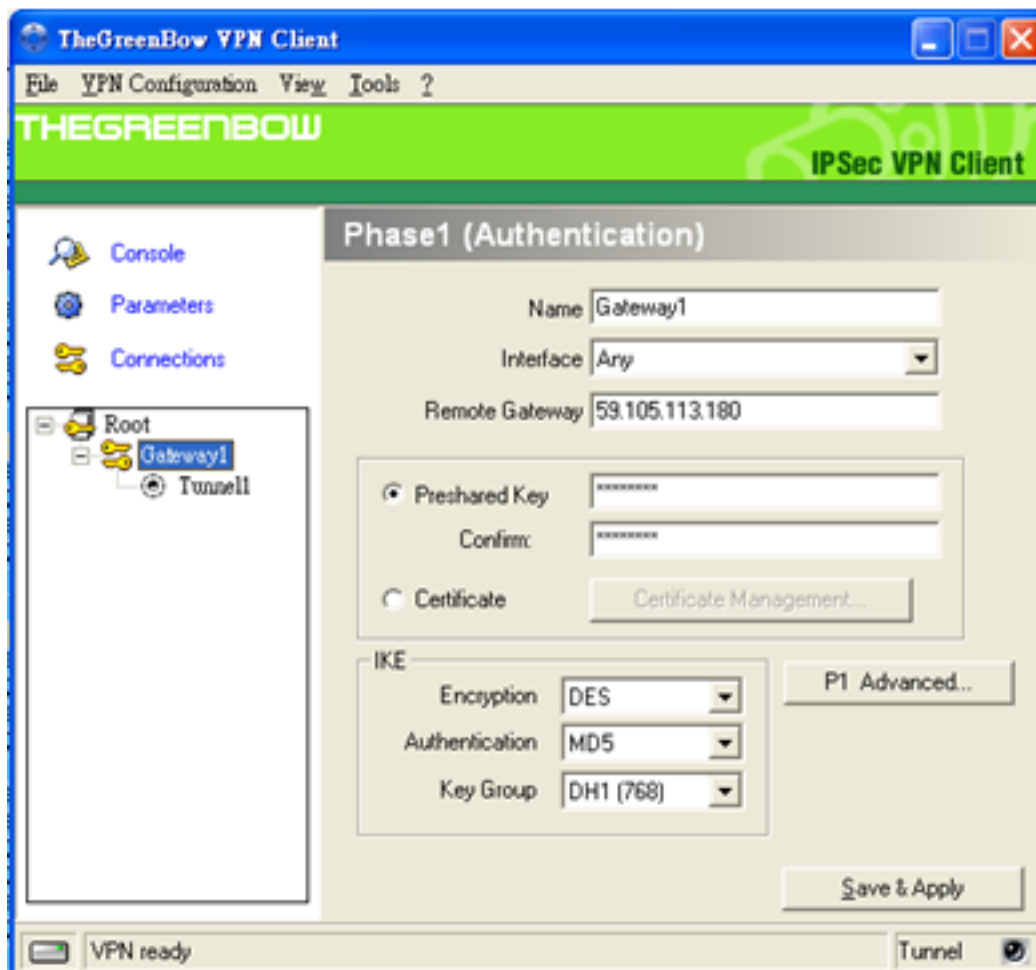 TheGreenBow VPN Client
File VPN Configuration View Tools ?
THEGREENBOW
IPSec VPN Client
Console
Parameters
Connections
Root
Gateway1
Tunnel1
Phase1 (Authentication)
Name Gateway1
Interface Any
Remote Gateway 59.105.113.180
Preshared Key ********
Confirm: ********
Certificate Certificate Management...
IKE
Encryption DES
Authentication MD5
Key Group DH1 (768)
P1 Advanced...
Save & Apply
VPN ready
Tunnel